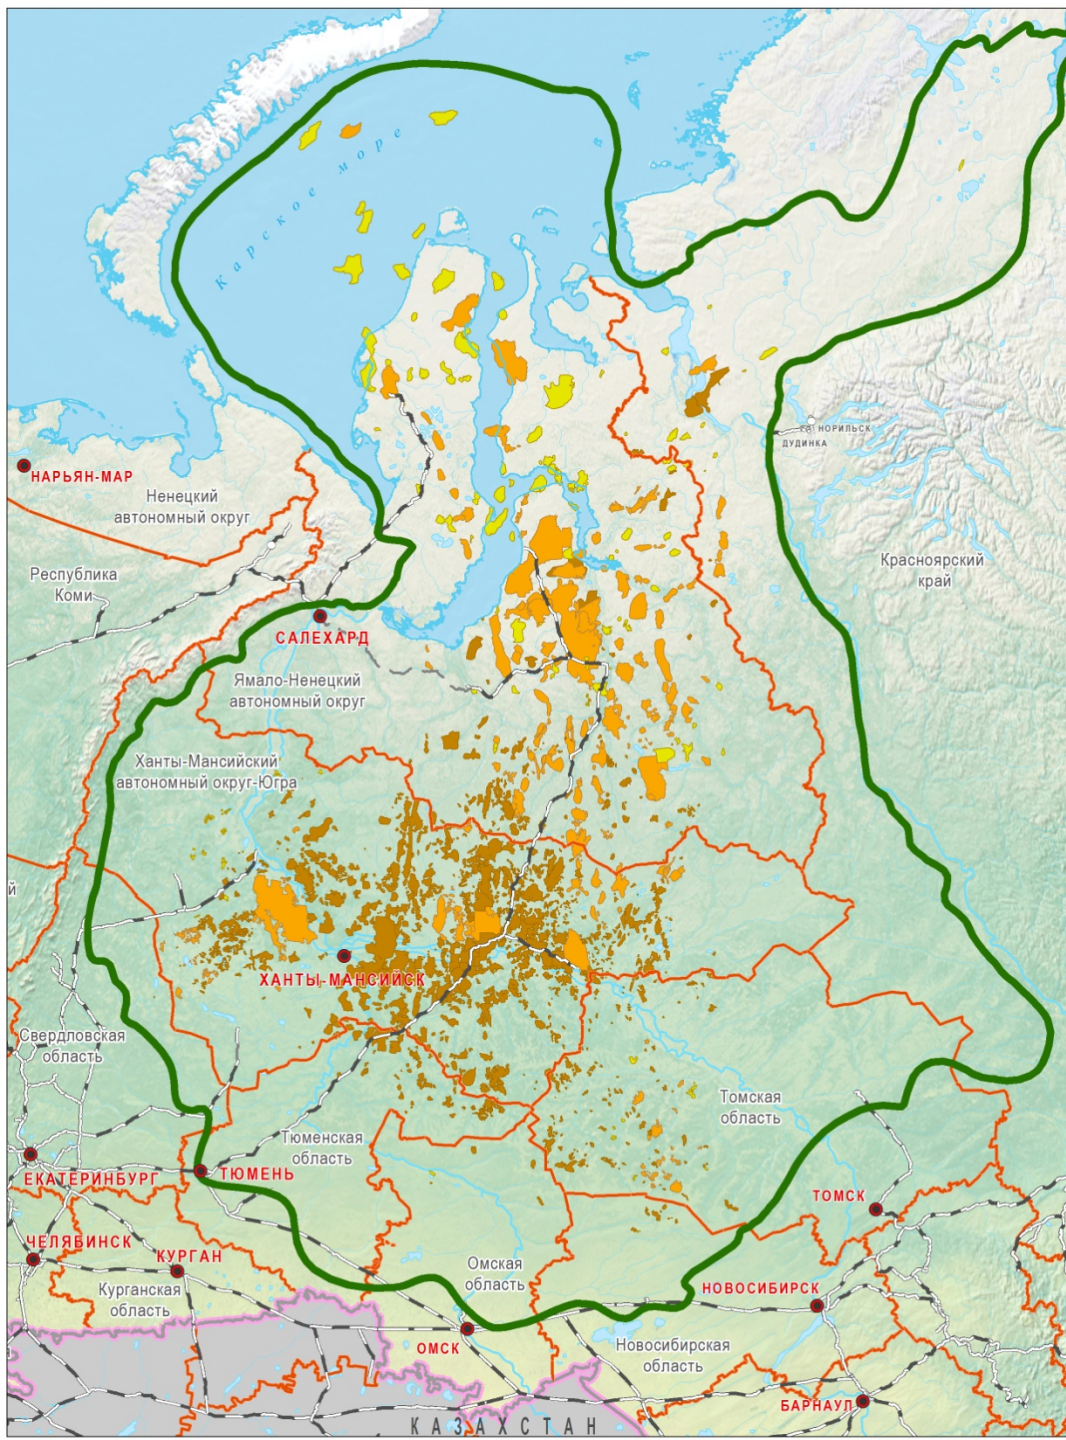 Карское море
НОРИЛЬСК
ДУДИНКА
НАРЬЯН-МАР
Ненецкий
автономный округ
Красноярский
край
Республика
Коми
САЛЕХАРД
Ямало-Ненецкий
автономный округ
Ханты-Мансийский
автономный округ-Югра
й
ХАНТЫ-МАНСИЙСК
Свердловская
область
Томская
область
Тюменская
область
ЕКАТЕРИНБУРГ
ТЮМЕНЬ
ТОМСК
ЧЕЛЯБИНСК
КУРГАН
Курганская
область
Омская
область
НОВОСИБИРСК
ОМСК
Новосибирская
область
БАРНАУЛ
КАЗАХСТАН